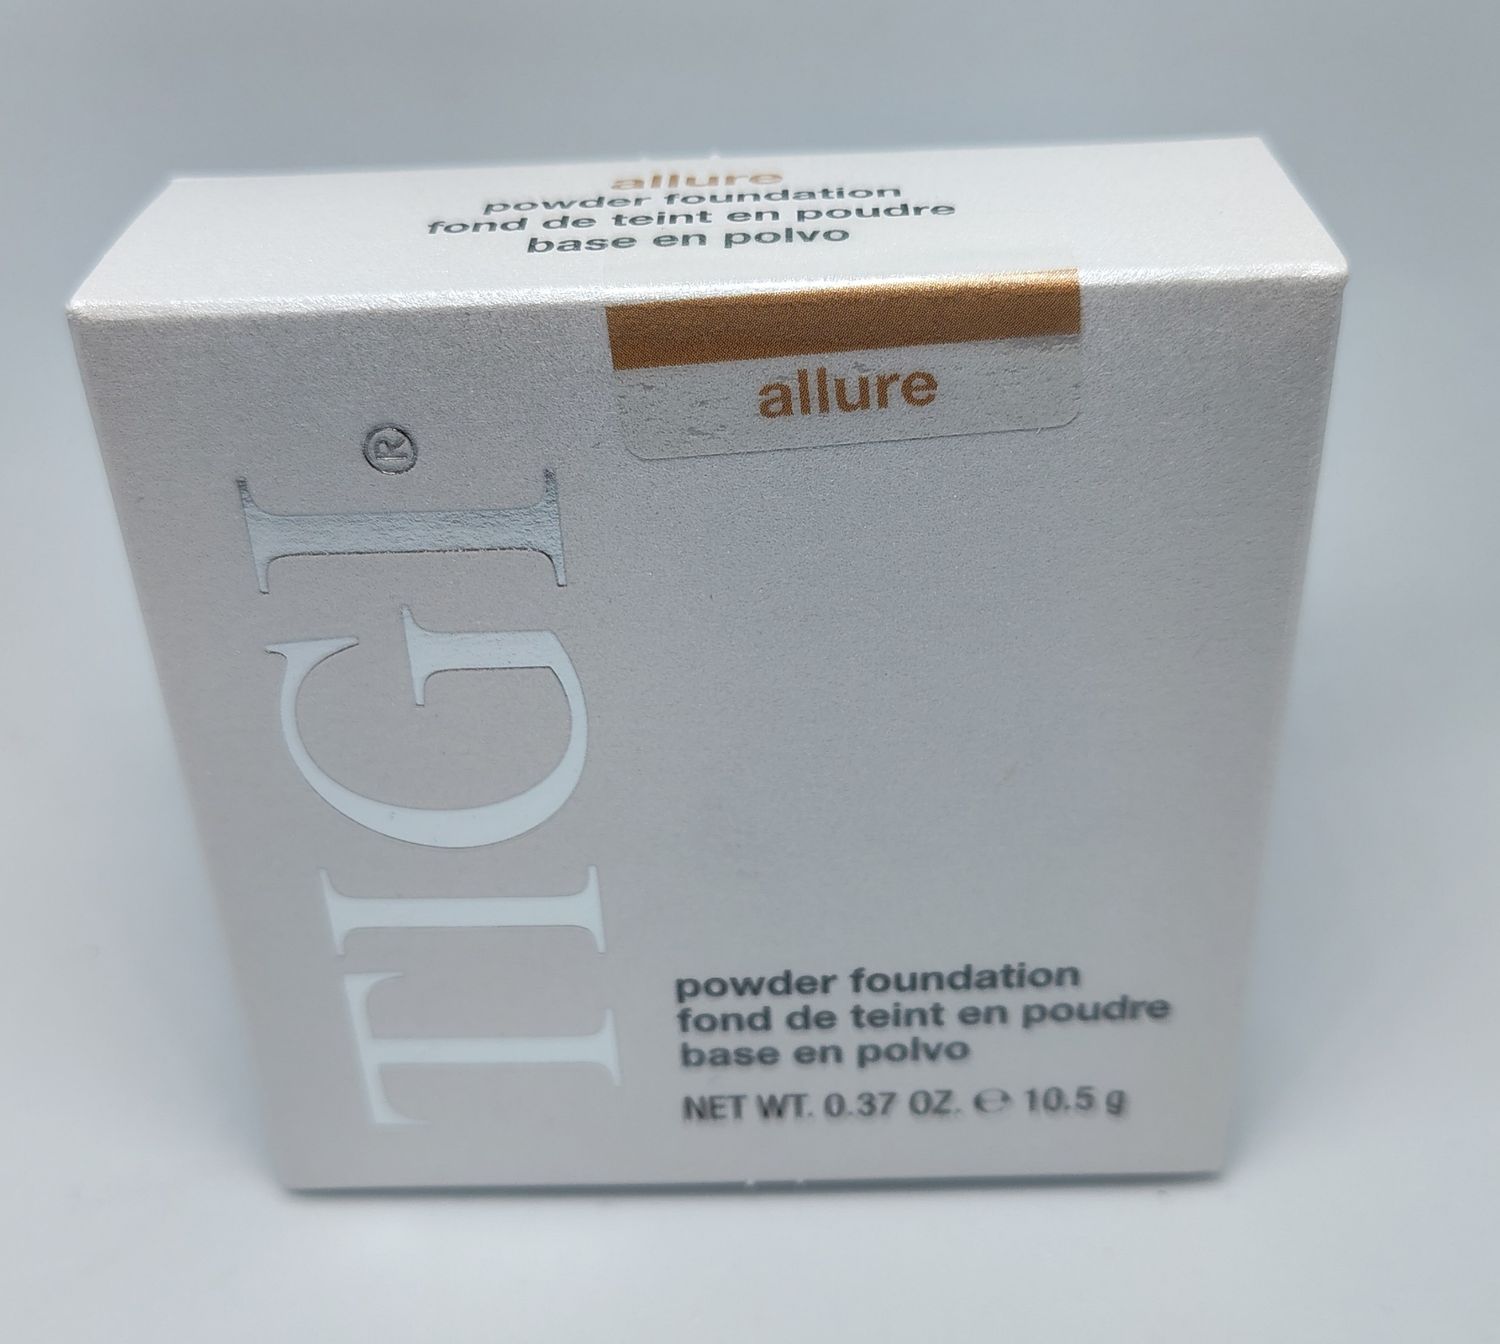 allure
powder foundation
fond de teint en poudre
base en polvo
allure
TIGI®
powder foundation
fond de teint en poudre
base en polvo
NET WT. 0.37 OZ. ℮ 10.5 g